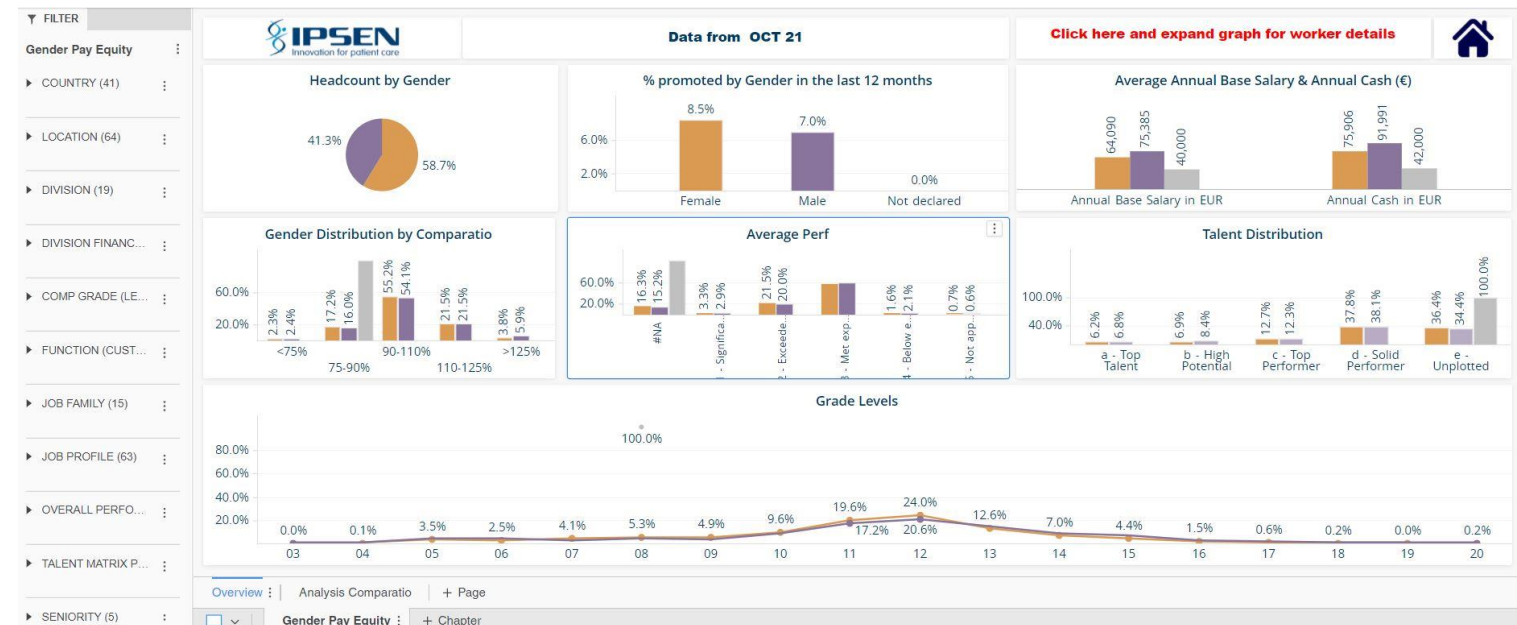 FILTER
Gender Pay Equity
COUNTRY (41)
LOCATION (64)
DIVISION (19)
DIVISION FINANC...
COMP GRADE (LE...
FUNCTION (CUST...
JOB FAMILY (15)
JOB PROFILE (63)
OVERALL PERFO...
TALENT MATRIX P...
SENIORITY (5)
IPSEN
Innovation for patient care
Data from OCT 21
Click here and expand graph for worker details
Headcount by Gender
41.3%
58.7%
% promoted by Gender in the last 12 months
8.5%
7.0%
6.0%
2.0%
0.0%
Female Male Not declared
Average Annual Base Salary & Annual Cash (€)
64,090 75,385 40,000 75,906 91,991 42,000
Annual Base Salary in EUR Annual Cash in EUR
Gender Distribution by Comparatio
60.0%
20.0%
2.3% 2.4% 17.2% 16.0% 55.2% 54.1% 21.5% 21.5% 3.8% 5.9%
<75% 90-110% >125%
75-90% 110-125%
Average Perf
60.0%
20.0%
16.3% 15.2% 3.3% 2.9% 21.5% 20.0% 1.6% 2.1% 0.7% 0.6%
#NA - Significa... - Exceede... - Met exp... - Below e... - Not app...
Talent Distribution
100.0%
40.0%
6.2% 6.8% 6.9% 8.4% 12.7% 12.3% 37.8% 38.1% 36.4% 34.4% 100.0%
a - Top b - High c - Top d - Solid e -
Talent Potential Performer Performer Unplotted
Grade Levels
100.0%
80.0%
60.0%
40.0%
20.0%
0.0% 0.1% 3.5% 2.5% 4.1% 5.3% 4.9% 9.6% 19.6% 24.0% 12.6% 7.0% 4.4% 1.5% 0.6% 0.2% 0.0% 0.2%
17.2% 20.6%
03 04 05 06 07 08 09 10 11 12 13 14 15 16 17 18 19 20
Overview Analysis Comparatio + Page
Gender Pay Equity + Chapter